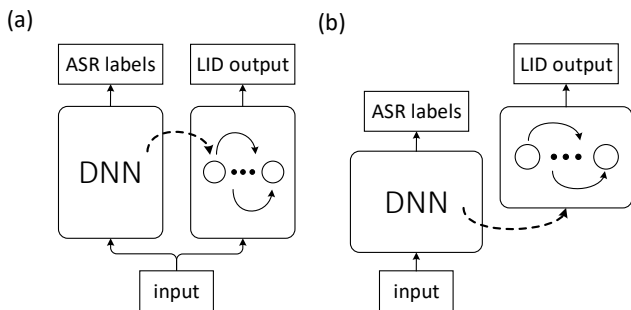 (a)
ASR labels
LID output
DNN
input
(b)
LID output
ASR labels
DNN
input